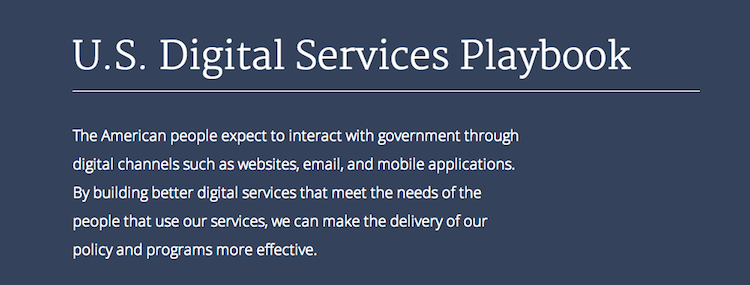 U.S. Digital Services Playbook
The American people expect to interact with government through
digital channels such as websites, email, and mobile applications.
By building better digital services that meet the needs of the
people that use our services, we can make the delivery of our
policy and programs more effective.